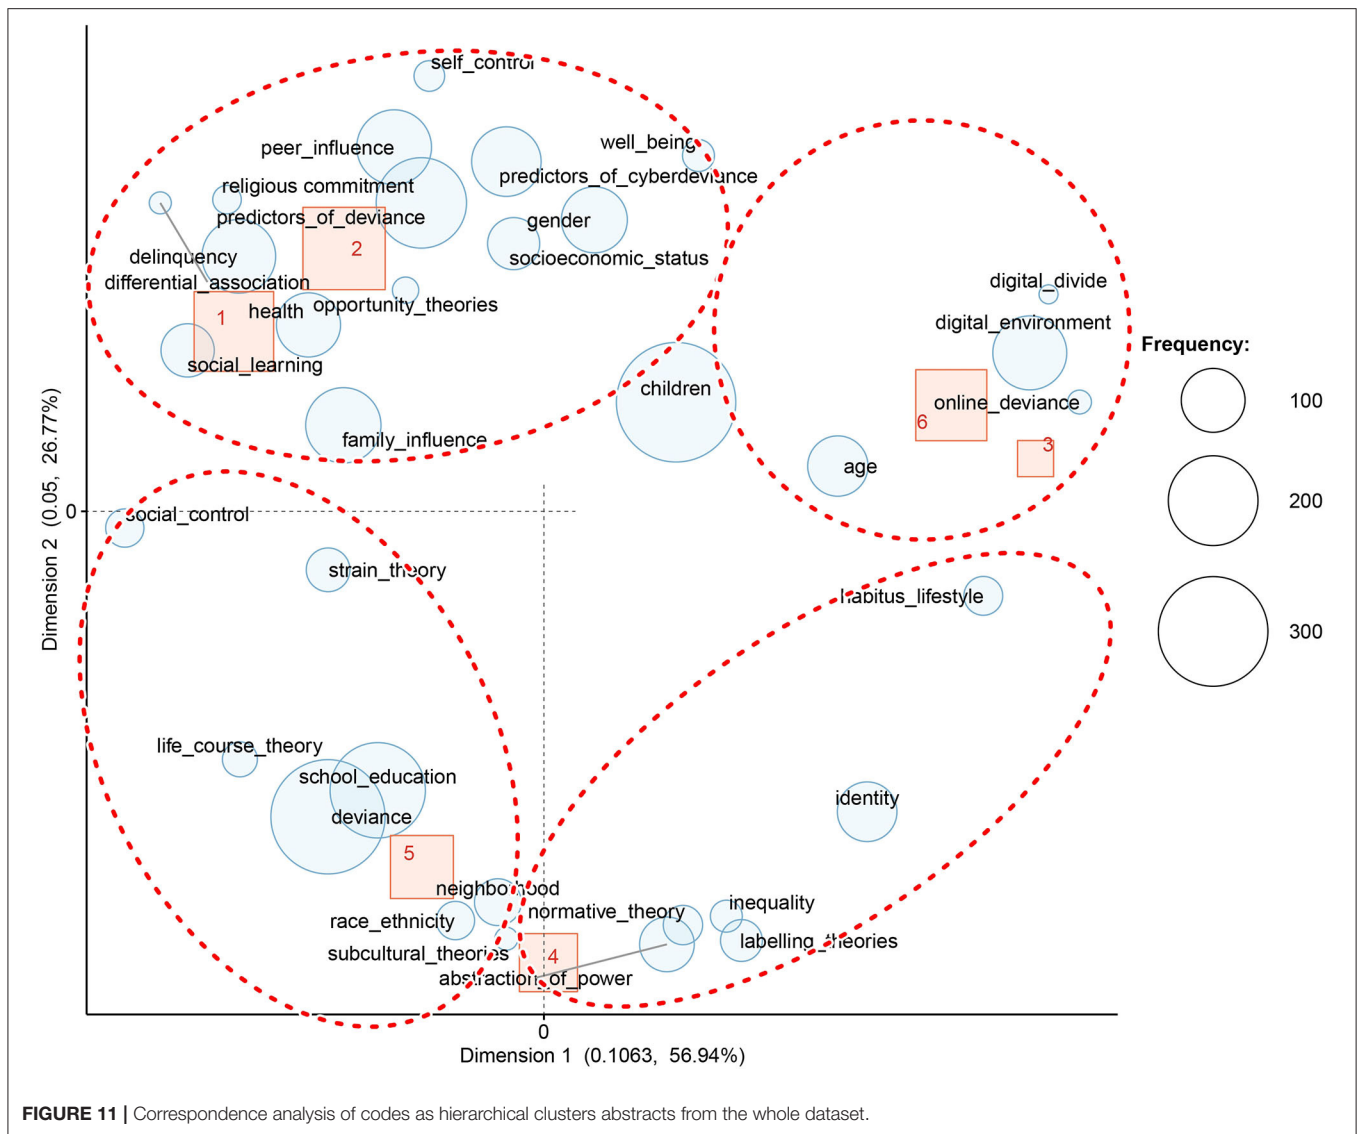 self_control
peer_influence
well_being
predictors_of_cyberdeviance
religious commitment
predictors_of_deviance
gender
2
delinquency
socioeconomic_status
differential_association
digital_divide
health
opportunity_theories
1
digital_environment
Frequency:
social_learning
children
100
online_deviance
6
family_influence
3
age
200
Dimension 2 (0.05, 26.77%)
0
social_control
strain_theory
habitus_lifestyle
300
life_course_theory
school_education
identity
deviance
5
neighborhood
inequality
race_ethnicity
normative_theory
labelling_theories
subcultural_theories
4
abstraction_of_power
0
Dimension 1 (0.1063, 56.94%)
FIGURE 11 | Correspondence analysis of codes as hierarchical clusters abstracts from the whole dataset.